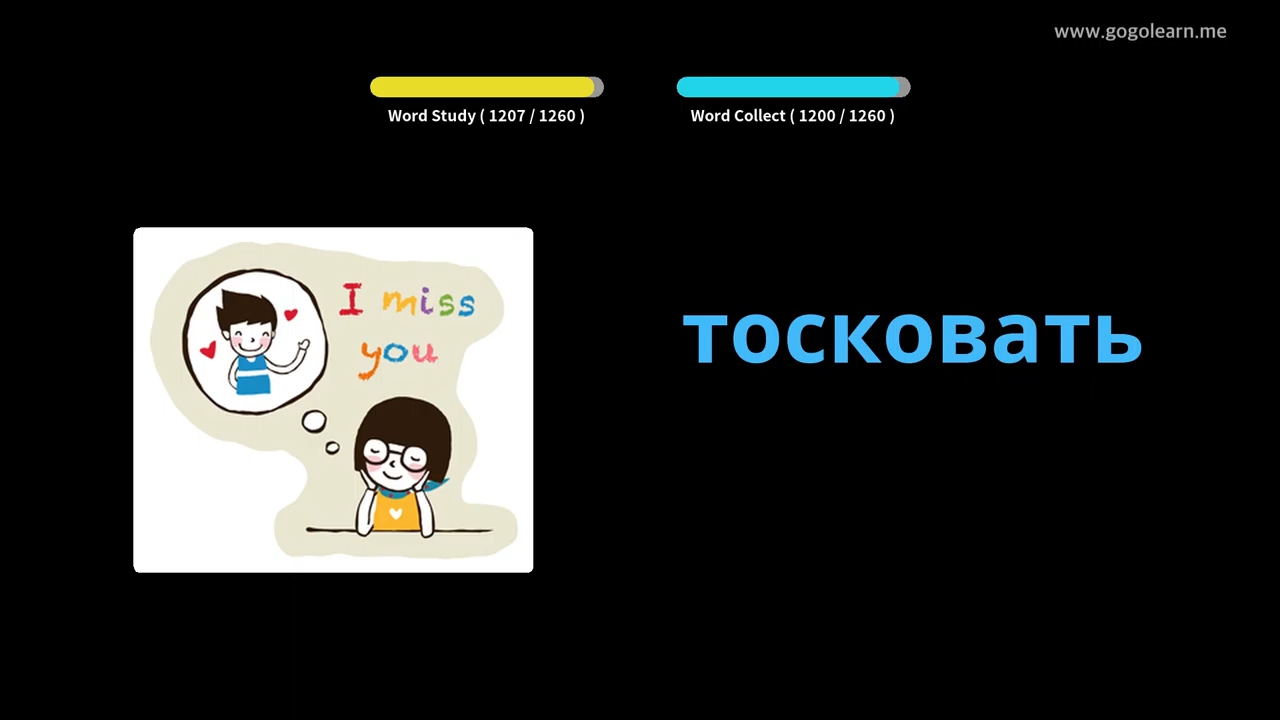 www.gogolearn.me
Word Study ( 1207 / 1260 )
Word Collect ( 1200 / 1260 )
I miss
you
тосковать